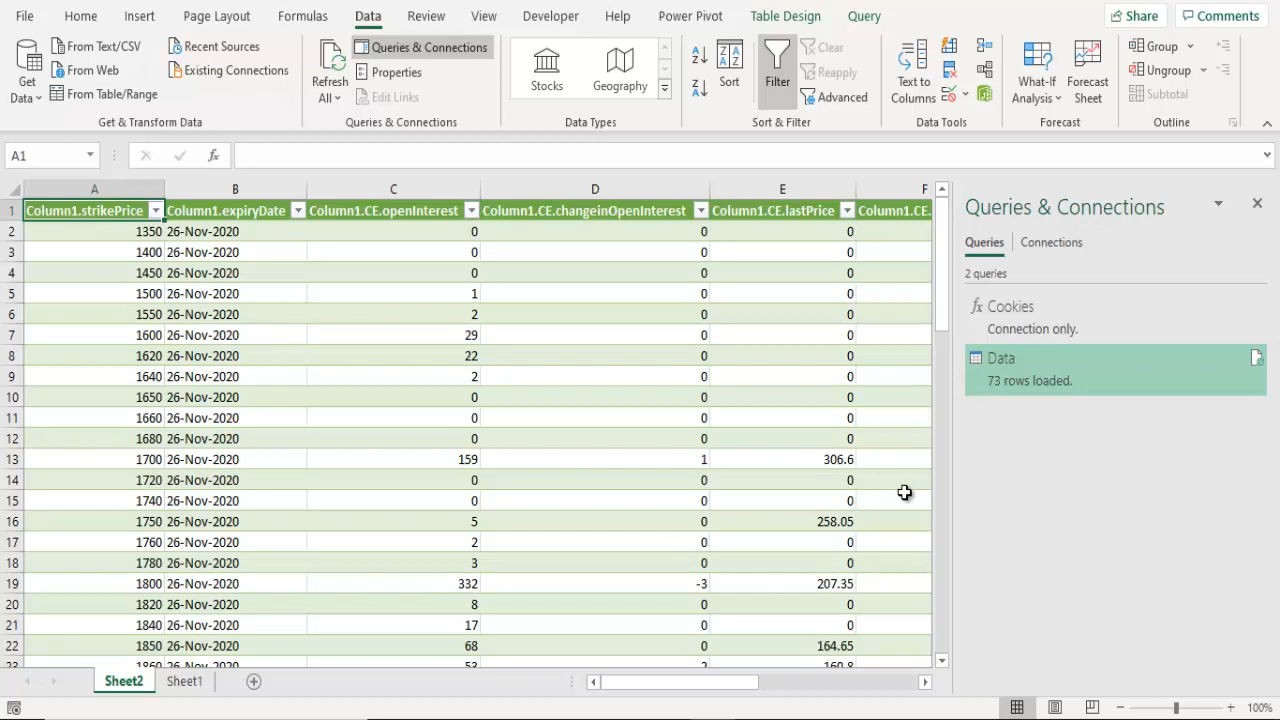 File Home Insert Page Layout Formulas Data Review View Developer Help Power Pivot Table Design Query Share Comments
Get Data
From Text/CSV
From Web
From Table/Range
Recent Sources
Existing Connections
Get & Transform Data
Refresh All
Queries & Connections
Properties
Edit Links
Queries & Connections
Stocks
Geography
Data Types
Sort
Filter
Clear
Reapply
Advanced
Sort & Filter
Text to Columns
Data Tools
What-If Analysis
Forecast Sheet
Forecast
Group
Ungroup
Subtotal
Outline
A1
fx
A B C D E F
1 Column1.strikePrice Column1.expiryDate Column1.CE.openInterest Column1.CE.changeinOpenInterest Column1.CE.lastPrice Column1.CE.
2 1350 26-Nov-2020 0 0 0
3 1400 26-Nov-2020 0 0 0
4 1450 26-Nov-2020 0 0 0
5 1500 26-Nov-2020 1 0 0
6 1550 26-Nov-2020 2 0 0
7 1600 26-Nov-2020 29 0 0
8 1620 26-Nov-2020 22 0 0
9 1640 26-Nov-2020 2 0 0
10 1650 26-Nov-2020 0 0 0
11 1660 26-Nov-2020 0 0 0
12 1680 26-Nov-2020 0 0 0
13 1700 26-Nov-2020 159 1 306.6
14 1720 26-Nov-2020 0 0 0
15 1740 26-Nov-2020 0 0 0
16 1750 26-Nov-2020 5 0 258.05
17 1760 26-Nov-2020 2 0 0
18 1780 26-Nov-2020 3 0 0
19 1800 26-Nov-2020 332 -3 207.35
20 1820 26-Nov-2020 8 0 0
21 1840 26-Nov-2020 17 0 0
22 1850 26-Nov-2020 68 0 164.65
23 1860 26-Nov-2020 53 2 160.8
Queries & Connections
Queries Connections
2 queries
fx Cookies
Connection only.
Data
73 rows loaded.
Sheet2 Sheet1
100%